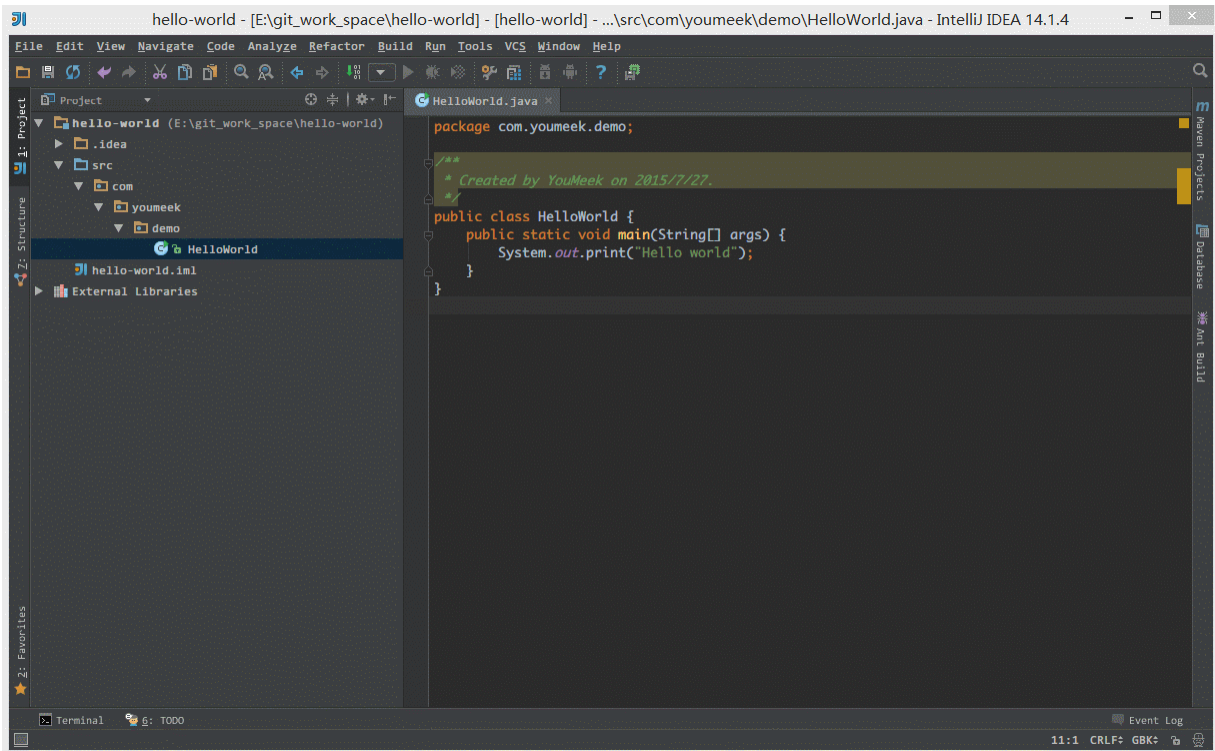 hello-world - [E:\git_work_space\hello-world] - [hello-world] - ...\src\com\youmeek\demo\HelloWorld.java - IntelliJ IDEA 14.1.4
File Edit View Navigate Code Analyze Refactor Build Run Tools VCS Window Help
Project
HelloWorld.java
1: Project
Z: Structure
2: Favorites
hello-world (E:\git_work_space\hello-world)
.idea
src
com
youmeek
demo
HelloWorld
hello-world.iml
External Libraries
package com.youmeek.demo;
/**
* Created by YouMeek on 2015/7/27.
*/
public class HelloWorld {
public static void main(String[] args) {
System.out.print("Hello world");
}
}
Maven Projects
Database
Ant Build
Terminal
6: TODO
Event Log
11:1 CRLF GBK